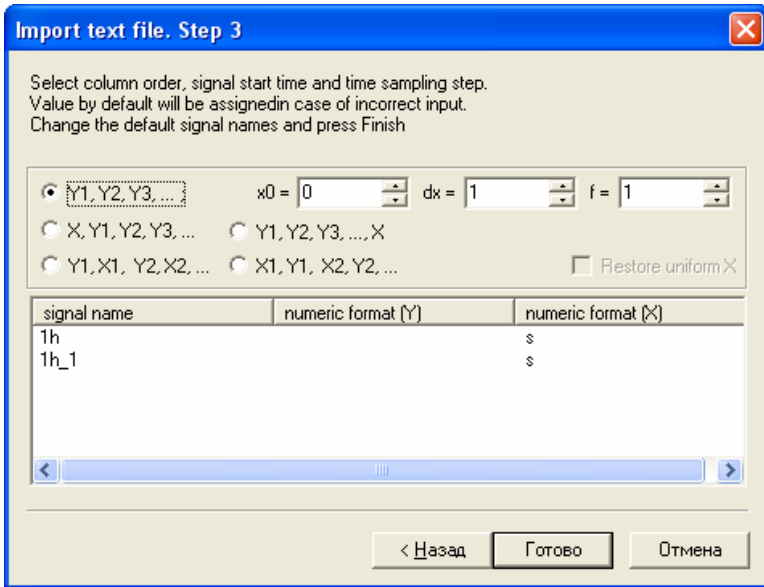 Import text file. Step 3
Select column order, signal start time and time sampling step.
Value by default will be assignedin case of incorrect input.
Change the default signal names and press Finish
Y1, Y2, Y3, ... , x0 = 0 dx = 1 f = 1
X, Y1, Y2, Y3, ... Y1, Y2, Y3, ..., X
Y1, X1, Y2, X2, ... X1, Y1, X2, Y2, ... Restore uniform X
signal name numeric format (Y) numeric format (X)
1h s
1h_1 s
< Назад Готово Отмена